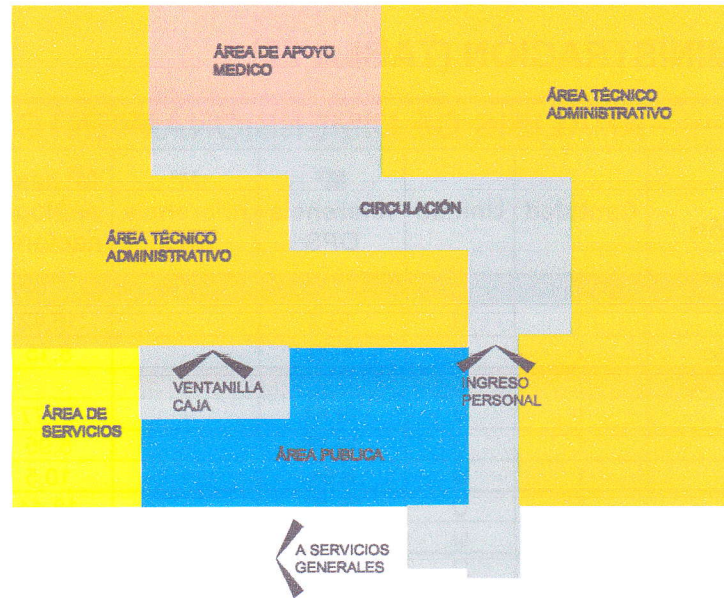 ÁREA DE APOYO
MEDICO
ÁREA TÉCNICO
ADMINISTRATIVO
CIRCULACIÓN
ÁREA TÉCNICO
ADMINISTRATIVO
VENTANILLA
CAJA
INGRESO
PERSONAL
ÁREA DE
SERVICIOS
ÁREA PUBLICA
A SERVICIOS
GENERALES